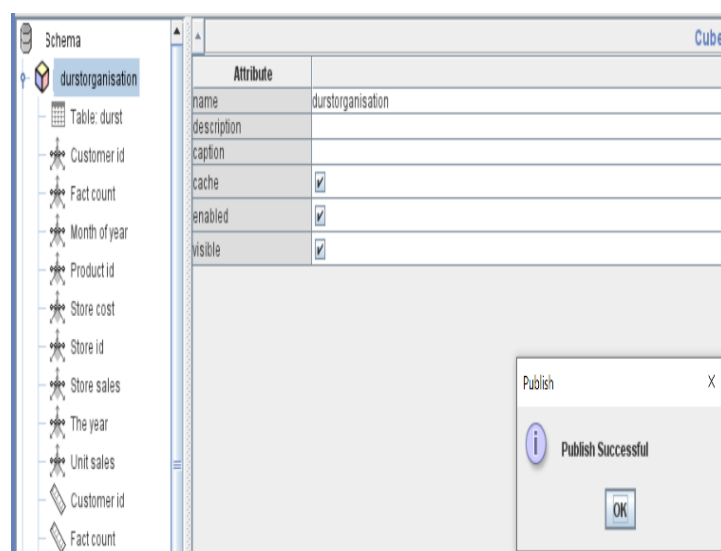 Schema
durstorganisation
Table: durst
Customer id
Fact count
Month of year
Product id
Store cost
Store id
Store sales
The year
Unit sales
Customer id
Fact count
Cube
Attribute
name durstorganisation
description
caption
cache
enabled
visible
Publish X
i
Publish Successful
OK